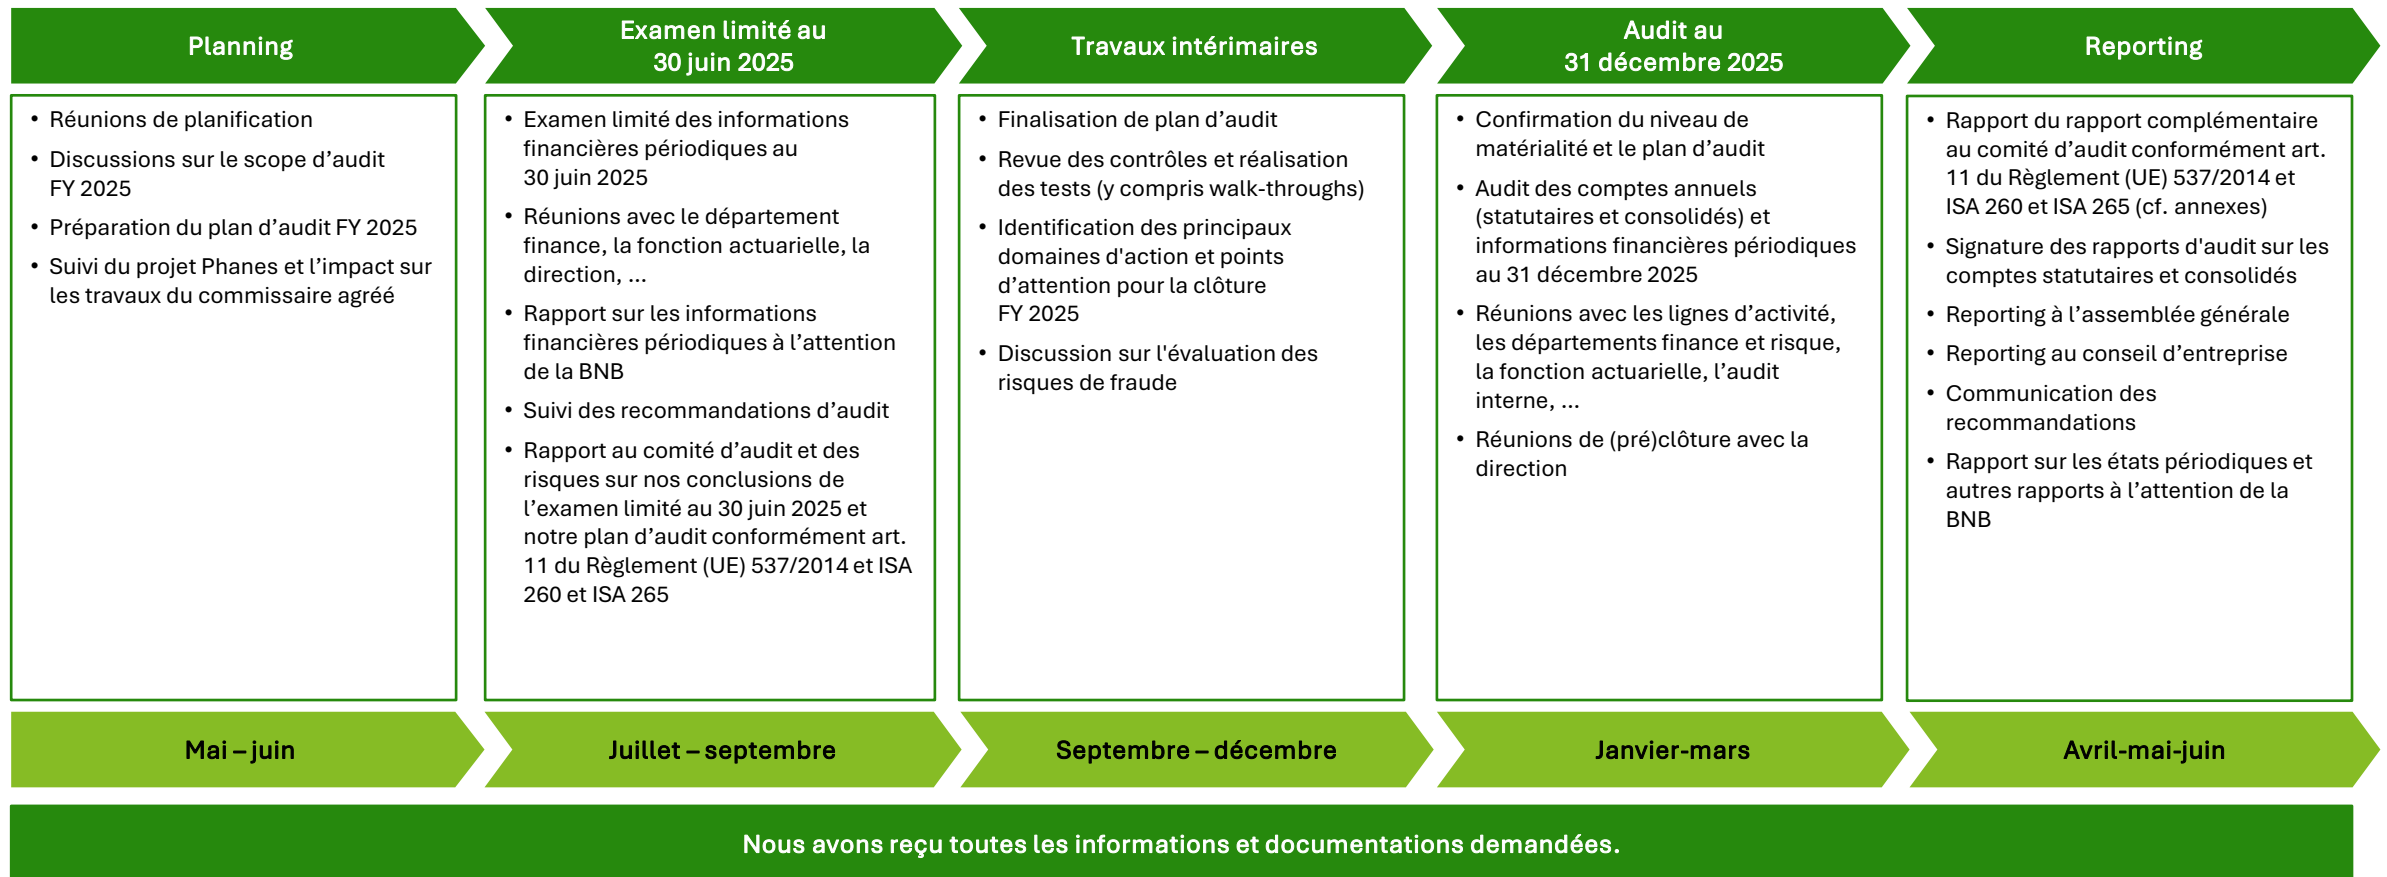 Planning
Examen limité au
30 juin 2025
Travaux intérimaires
Audit au
31 décembre 2025
Reporting
• Réunions de planification
• Discussions sur le scope d’audit
FY 2025
• Préparation du plan d’audit FY 2025
• Suivi du projet Phanes et l’impact sur
les travaux du commissaire agréé
• Examen limité des informations
financières périodiques au
30 juin 2025
• Réunions avec le département
finance, la fonction actuarielle, la
direction, ...
• Rapport sur les informations
financières périodiques à l’attention
de la BNB
• Suivi des recommandations d’audit
• Rapport au comité d’audit et des
risques sur nos conclusions de
l’examen limité au 30 juin 2025 et
notre plan d’audit conformément art.
11 du Règlement (UE) 537/2014 et ISA
260 et ISA 265
• Finalisation de plan d’audit
• Revue des contrôles et réalisation
des tests (y compris walk-throughs)
• Identification des principaux
domaines d'action et points
d’attention pour la clôture
FY 2025
• Discussion sur l'évaluation des
risques de fraude
• Confirmation du niveau de
matérialité et le plan d’audit
• Audit des comptes annuels
(statutaires et consolidés) et
informations financières périodiques
au 31 décembre 2025
• Réunions avec les lignes d’activité,
les départements finance et risque,
la fonction actuarielle, l’audit
interne, ...
• Réunions de (pré)clôture avec la
direction
• Rapport du rapport complémentaire
au comité d’audit conformément art.
11 du Règlement (UE) 537/2014 et
ISA 260 et ISA 265 (cf. annexes)
• Signature des rapports d'audit sur les
comptes statutaires et consolidés
• Reporting à l’assemblée générale
• Reporting au conseil d’entreprise
• Communication des
recommandations
• Rapport sur les états périodiques et
autres rapports à l’attention de la
BNB
Mai – juin
Juillet – septembre
Septembre – décembre
Janvier-mars
Avril-mai-juin
Nous avons reçu toutes les informations et documentations demandées.